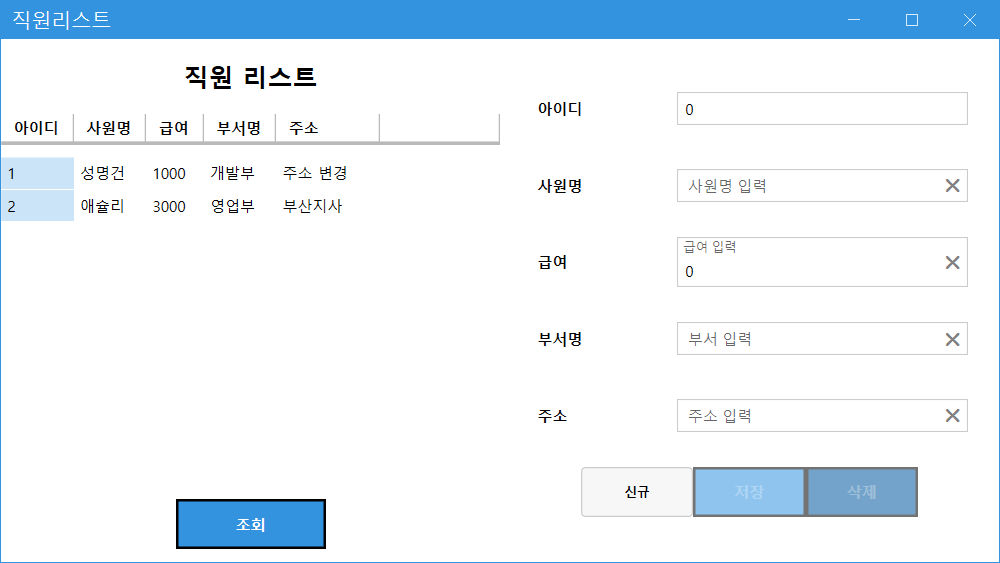 직원리스트
직원 리스트
아이디 사원명 급여 부서명 주소
1 성명건 1000 개발부 주소 변경
2 애슐리 3000 영업부 부산지사
조회
아이디 0
사원명 사원명 입력
급여 급여 입력
0
부서명 부서 입력
주소 주소 입력
신규 저장 삭제